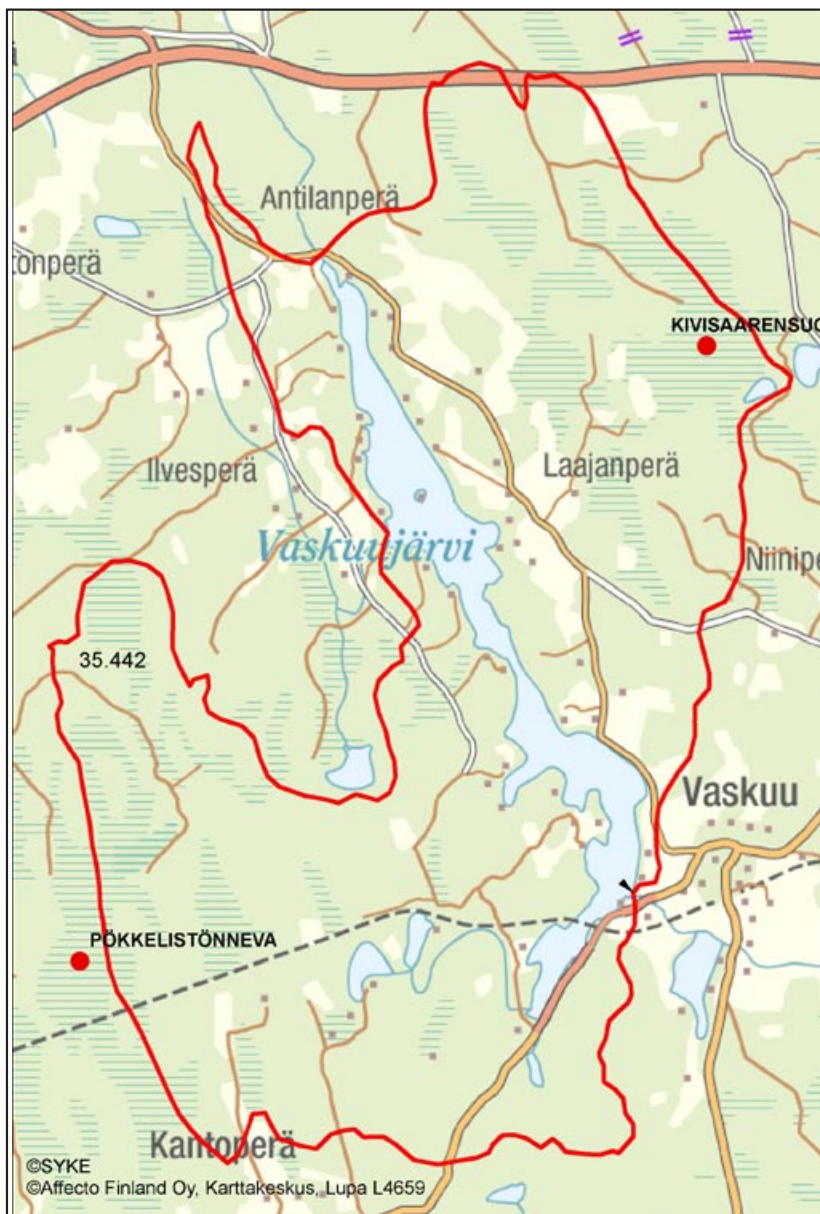 ä
Antilanperä
tonperä
KIVISAARENSUO
Ilvesperä
Laajanperä
Vaskuujärvi
Niinipe
35.442
Vaskuu
PÖKKELISTÖNNEVA
Kantoperä
©SYKE
©Affecto Finland Oy, Karttakeskus, Lupa L4659